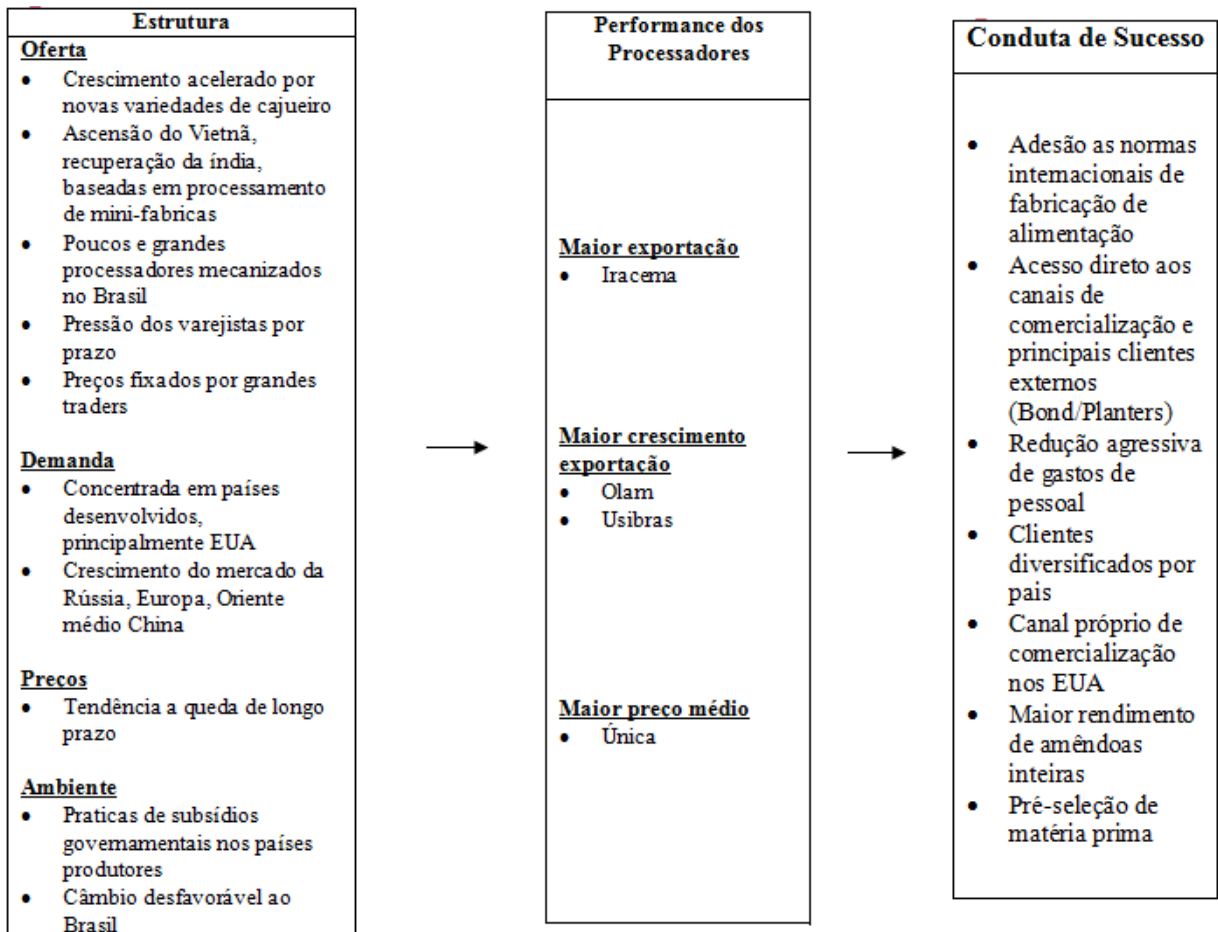 Estrutura
Oferta
• Crescimento acelerado por
novas variedades de cajueiro
• Ascensão do Vietnã,
recuperação da índia,
baseadas em processamento
de mini-fabricas
• Poucos e grandes
processadores mecanizados
no Brasil
• Pressão dos varejistas por
prazo
• Preços fixados por grandes
traders
Demanda
• Concentrada em países
desenvolvidos,
principalmente EUA
• Crescimento do mercado da
Rússia, Europa, Oriente
médio China
Preços
• Tendência a queda de longo
prazo
Ambiente
• Praticas de subsídios
governamentais nos países
produtores
• Câmbio desfavorável ao
Brasil
Performance dos
Processadores
Maior exportação
• Iracema
Maior crescimento
exportação
• Olam
• Usibras
Maior preço médio
• Única
Conduta de Sucesso
• Adesão as normas
internacionais de
fabricação de
alimentação
• Acesso direto aos
canais de
comercialização e
principais clientes
externos
(Bond/Planters)
• Redução agressiva
de gastos de
pessoal
• Clientes
diversificados por
pais
• Canal próprio de
comercialização
nos EUA
• Maior rendimento
de amêndoas
inteiras
• Pré-seleção de
matéria prima